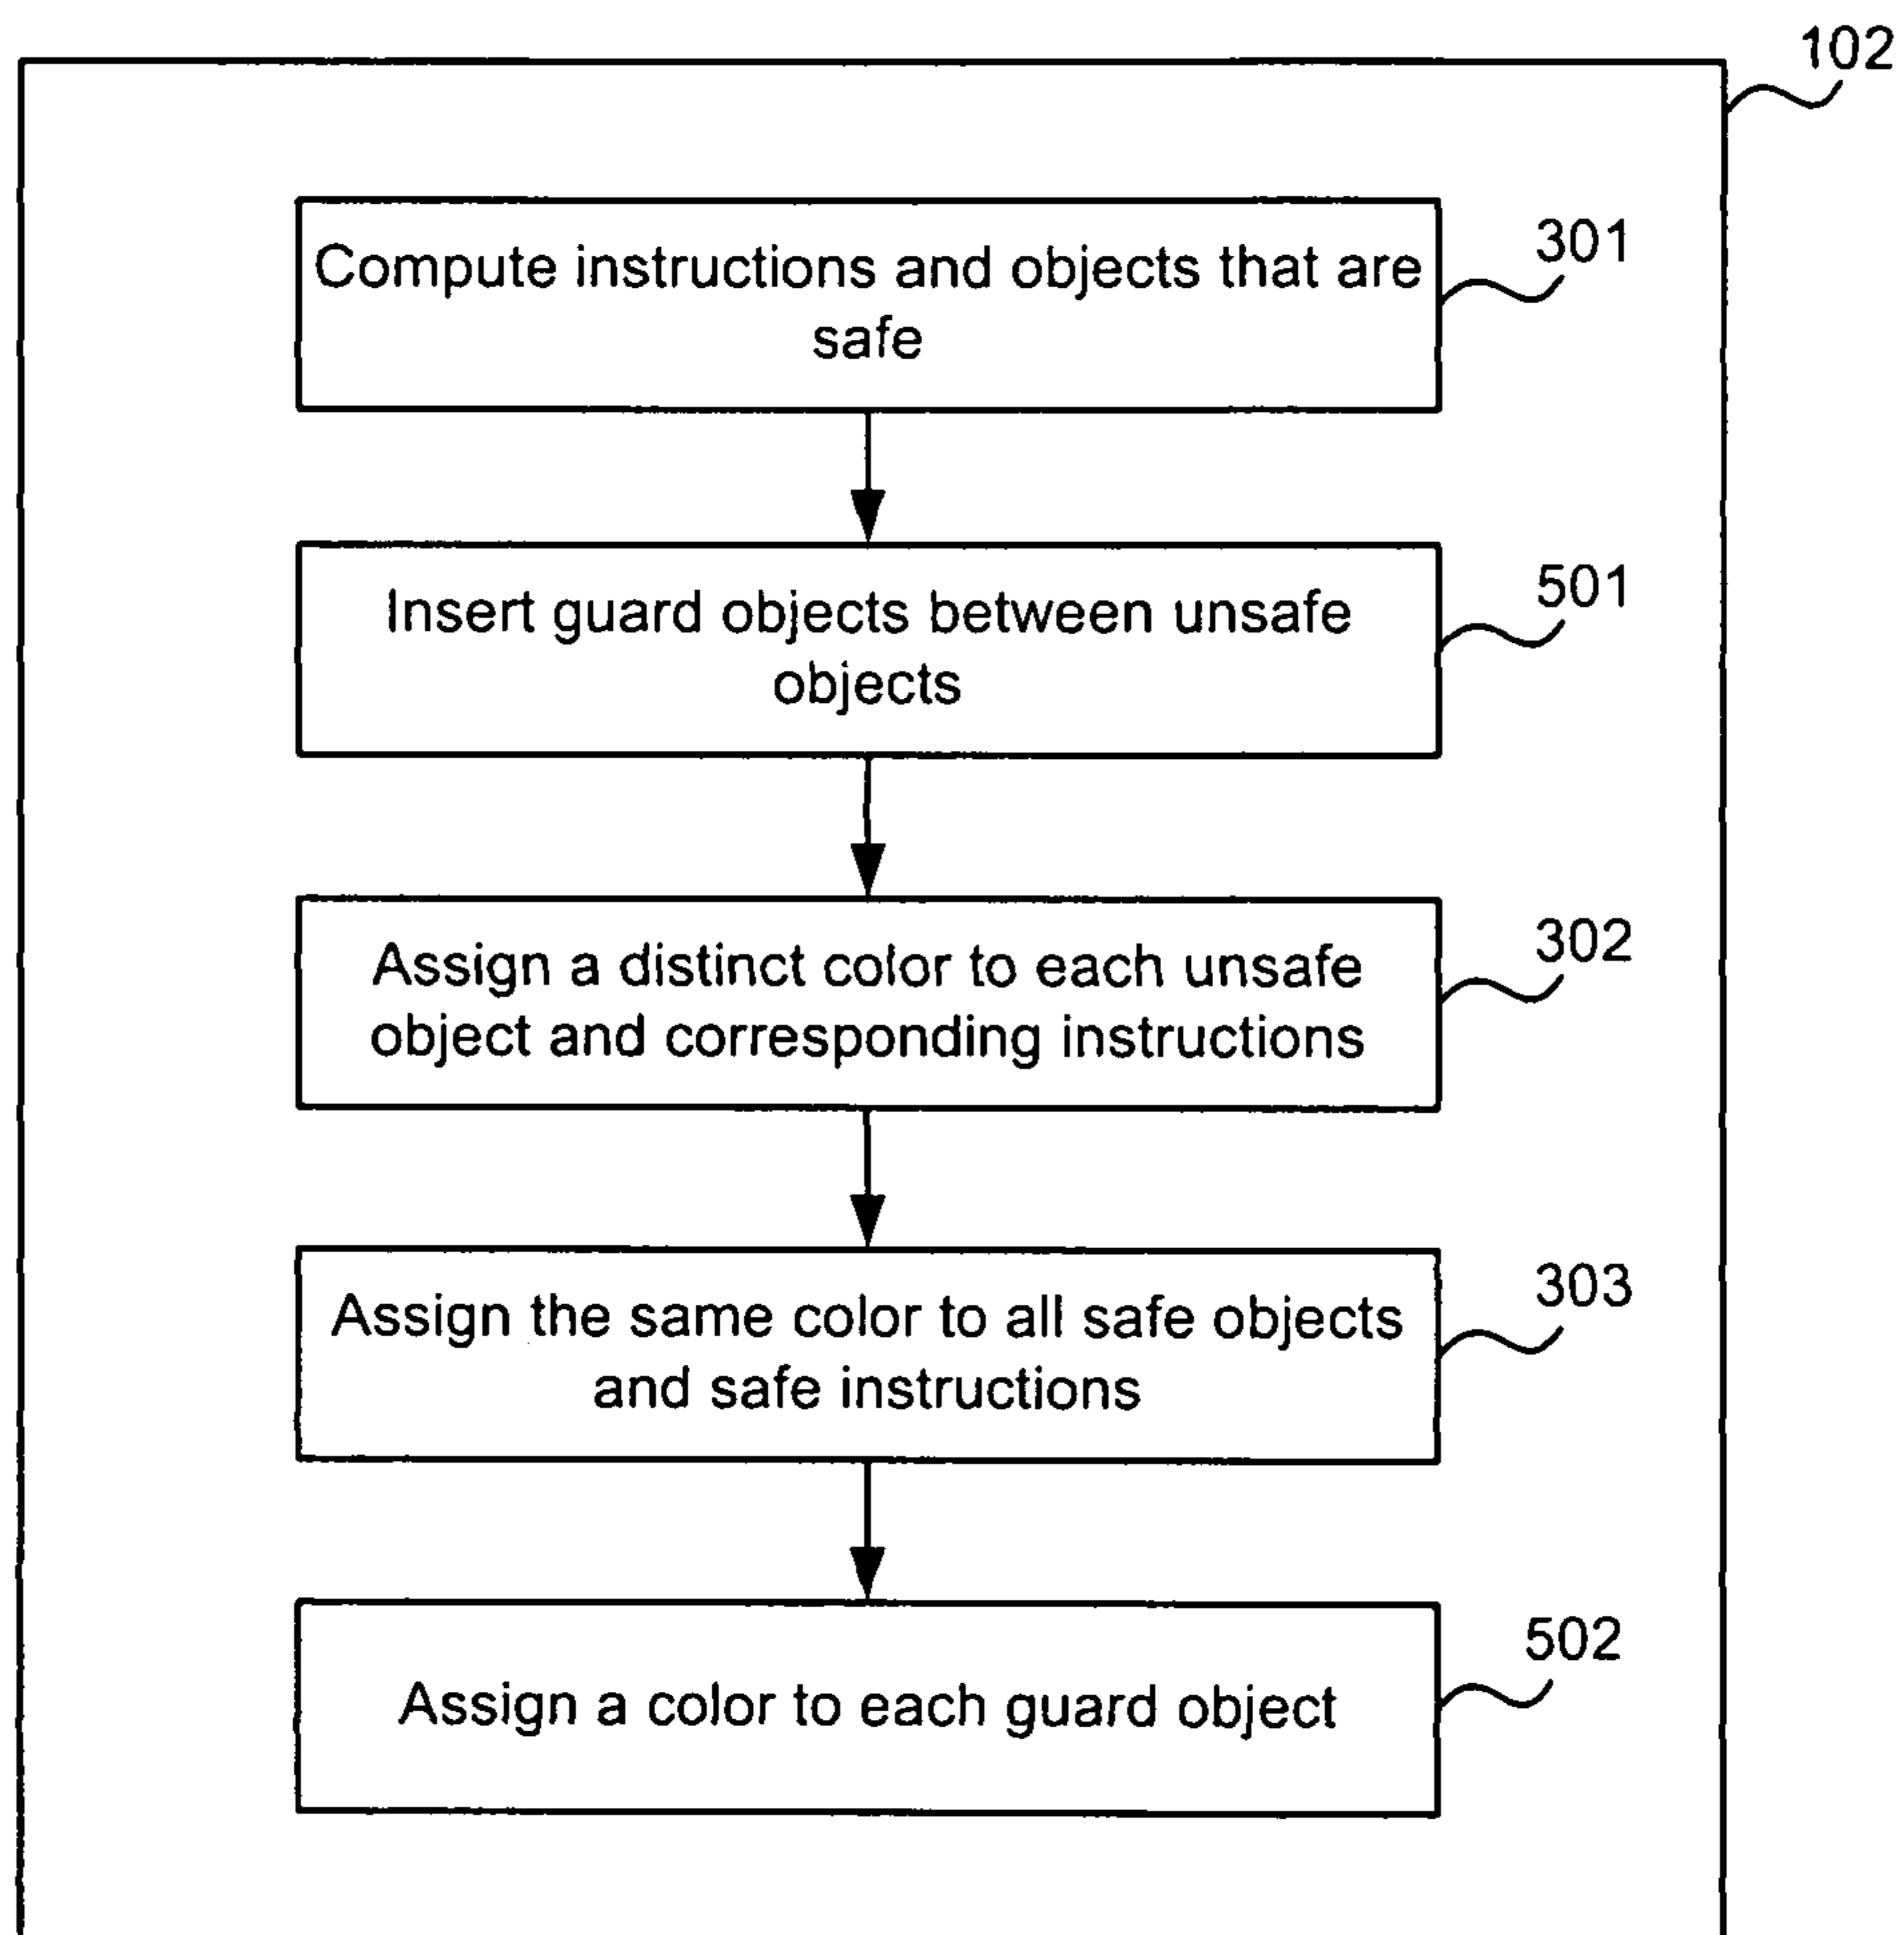 102
Compute instructions and objects that are
safe
301
Insert guard objects between unsafe
objects
501
Assign a distinct color to each unsafe
object and corresponding instructions
302
Assign the same color to all safe objects
and safe instructions
303
Assign a color to each guard object
502